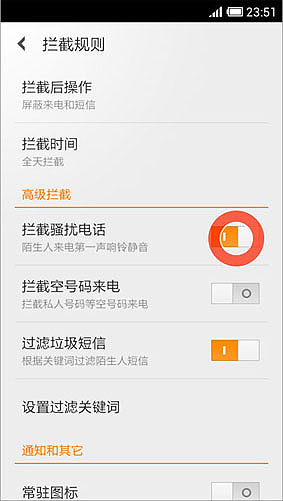 23:51
拦截规则
拦截后操作
屏蔽来电和短信
拦截时间
全天拦截
高级拦截
拦截骚扰电话
陌生人来电第一声响铃静音
拦截空号码来电
拦截私人号码等空号码来电
过滤垃圾短信
根据关键词过滤陌生人短信
设置过滤关键词
通知和其它
常驻图标